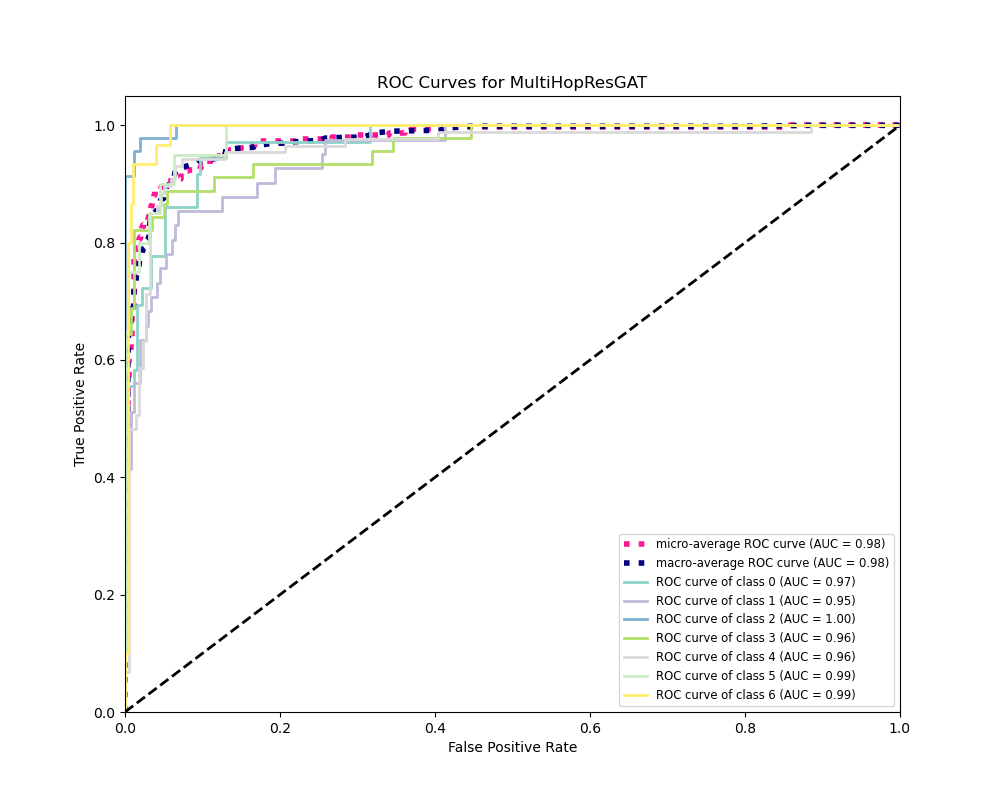 ROC Curves for MultiHopResGAT
True Positive Rate
1.0
0.8
0.6
0.4
0.2
0.0
micro-average ROC curve (AUC = 0.98)
macro-average ROC curve (AUC = 0.98)
ROC curve of class 0 (AUC = 0.97)
ROC curve of class 1 (AUC = 0.95)
ROC curve of class 2 (AUC = 1.00)
ROC curve of class 3 (AUC = 0.96)
ROC curve of class 4 (AUC = 0.96)
ROC curve of class 5 (AUC = 0.99)
ROC curve of class 6 (AUC = 0.99)
0.0 0.2 0.4 0.6 0.8 1.0
False Positive Rate